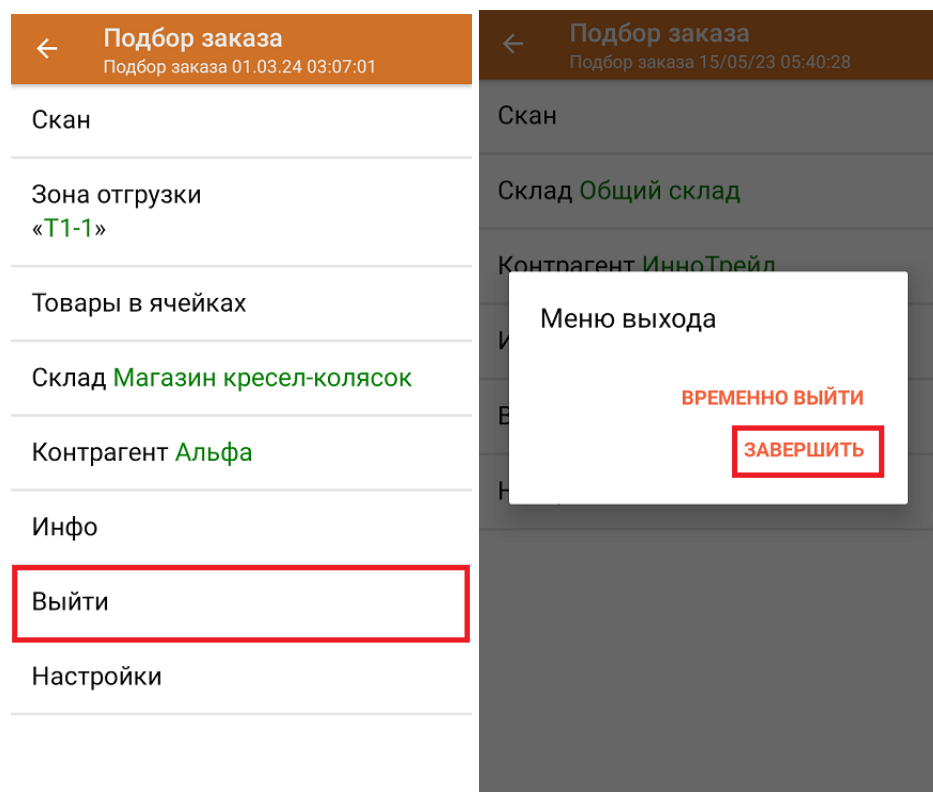 Подбор заказа
Подбор заказа 01.03.24 03:07:01
Скан
Зона отгрузки
«Т1-1»
Товары в ячейках
Склад Магазин кресел-колясок
Контрагент Альфа
Инфо
Выйти
Настройки
Подбор заказа
Подбор заказа 15/05/23 05:40:28
Скан
Склад Общий склад
Контрагент ИнноТрейд
Меню выхода
ВРЕМЕННО ВЫЙТИ
ЗАВЕРШИТЬ